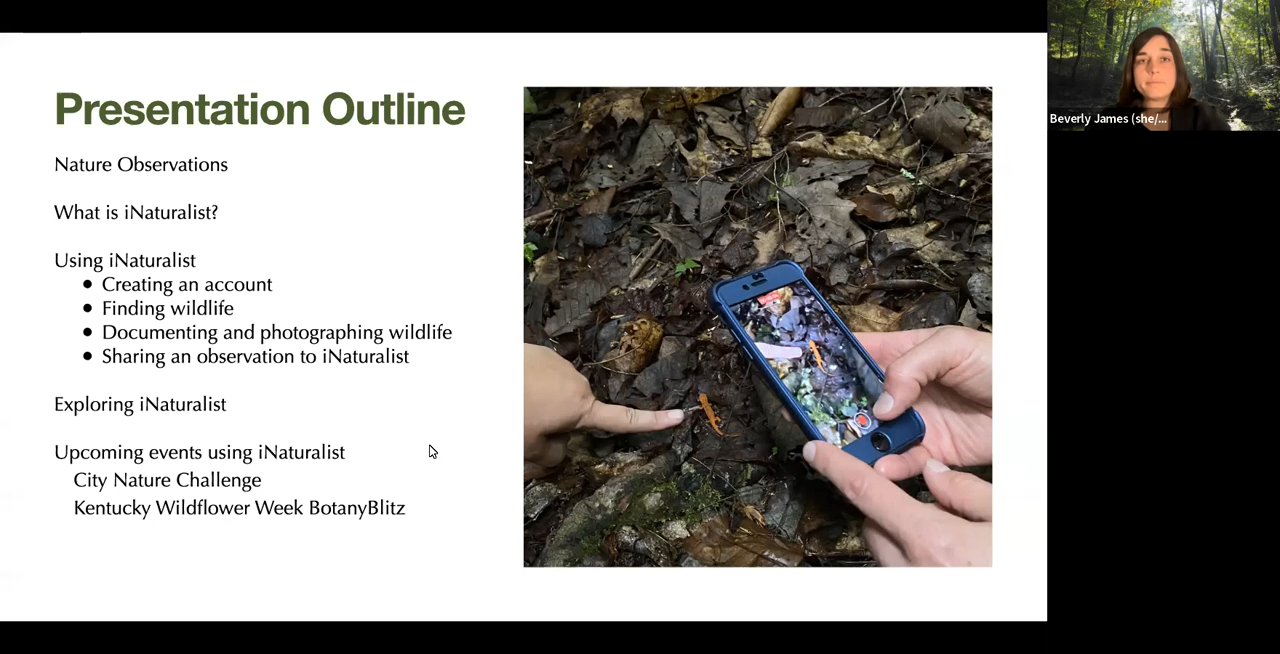 Presentation Outline
Nature Observations
What is iNaturalist?
Using iNaturalist
• Creating an account
• Finding wildlife
• Documenting and photographing wildlife
• Sharing an observation to iNaturalist
Exploring iNaturalist
Upcoming events using iNaturalist
City Nature Challenge
Kentucky Wildflower Week BotanyBlitz
Beverly James (she/...